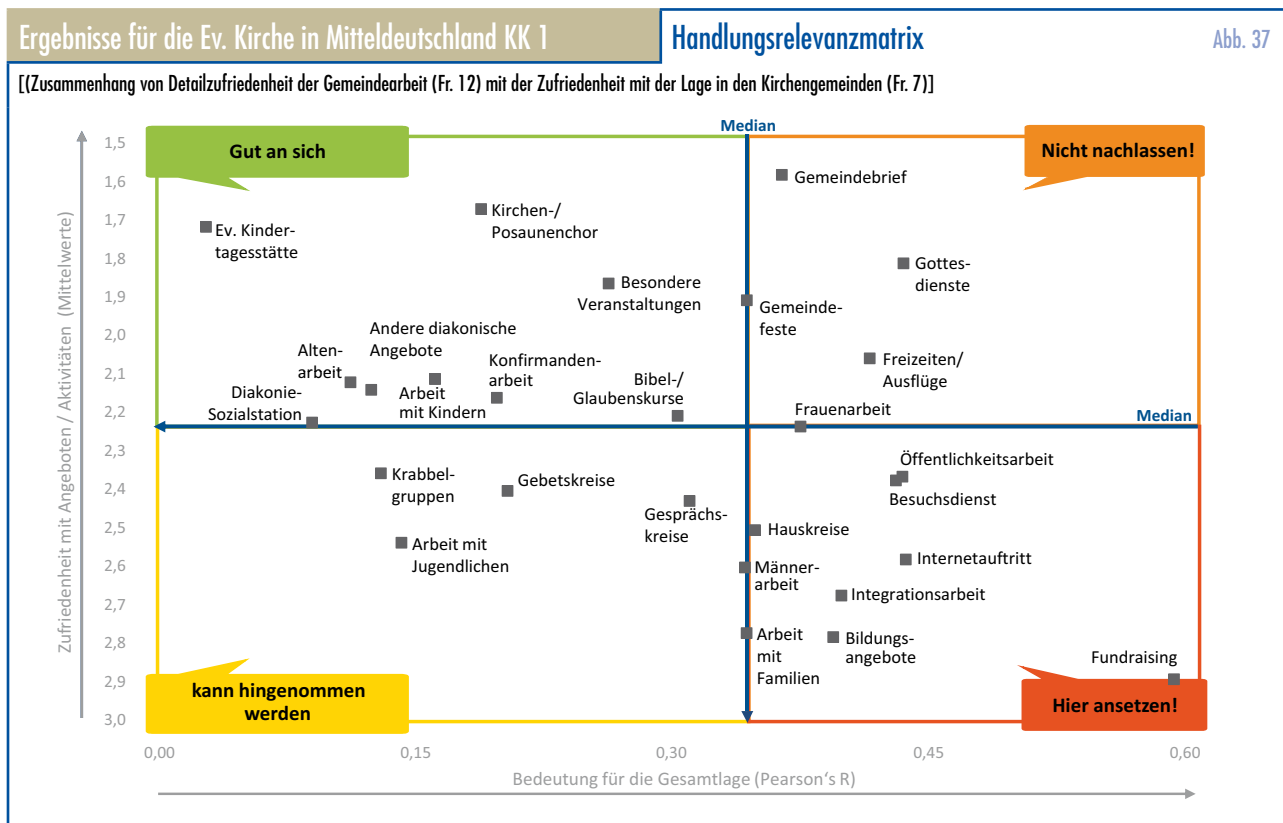 Ergebnisse für die Ev. Kirche in Mitteldeutschland KK 1
Handlungsrelevanzmatrix
Abb. 37
[(Zusammenhang von Detailzufriedenheit der Gemeindearbeit (Fr. 12) mit der Zufriedenheit mit der Lage in den Kirchengemeinden (Fr. 7)]
Zufriedenheit mit Angeboten / Aktivitäten (Mittelwerte)
1,5
1,6
1,7
1,8
1,9
2,0
2,1
2,2
2,3
2,4
2,5
2,6
2,7
2,8
2,9
3,0
Gut an sich
Median
Nicht nachlassen!
Gemeindebrief
Kirchen-/
Posaunenchor
Ev. Kinder-
tagesstätte
Gottes-
dienste
Besondere
Veranstaltungen
Gemeinde-
feste
Andere diakonische
Angebote
Alten-
arbeit
Konfirmanden-
arbeit
Freizeiten/
Ausflüge
Arbeit
mit Kindern
Bibel-/
Glaubenskurse
Diakonie-
Sozialstation
Frauenarbeit
Median
Krabbel-
gruppen
Gebetskreise
Öffentlichkeitsarbeit
Besuchsdienst
Gesprächs-
kreise
Hauskreise
Arbeit mit
Jugendlichen
Männer-
arbeit
Internetauftritt
Integrationsarbeit
Arbeit
mit
Familien
Bildungs-
angebote
Fundraising
kann hingenommen
werden
Hier ansetzen!
0,00
0,15
0,30
0,45
0,60
Bedeutung für die Gesamtlage (Pearson‘s R)